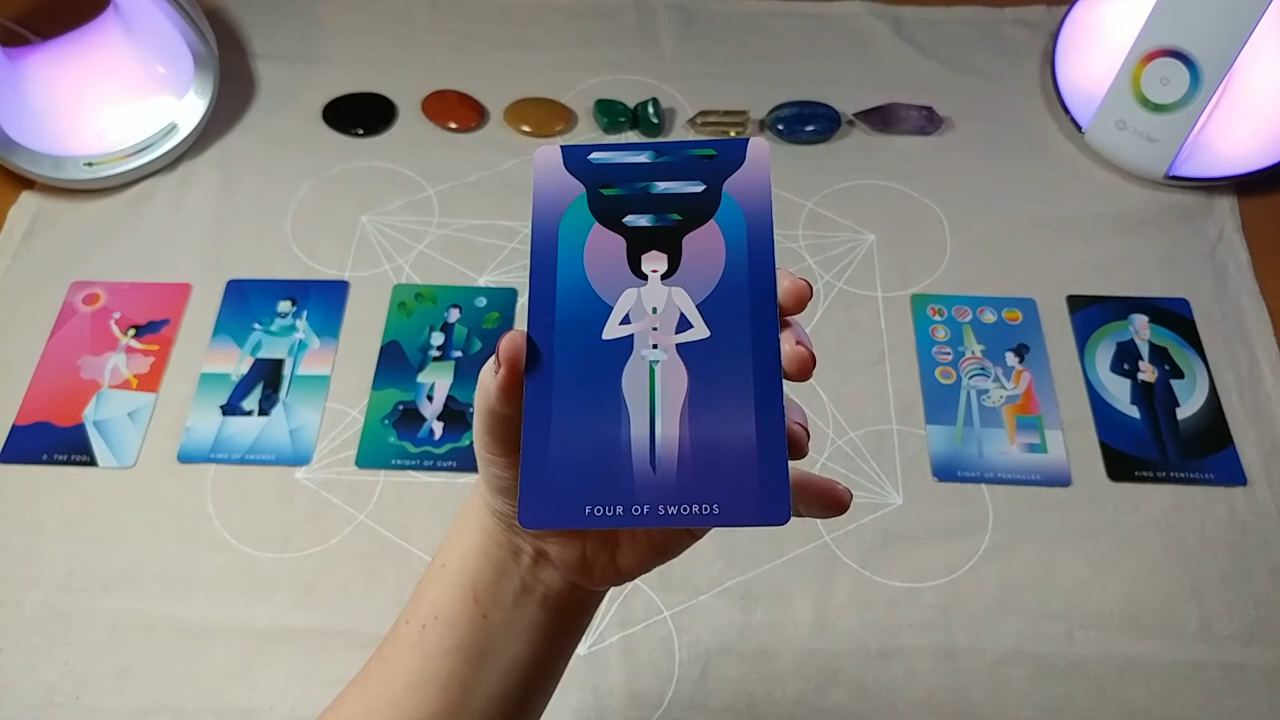 FOUR OF SWORDS
0. THE FOOL
KING OF SWORDS
KNIGHT OF CUPS
EIGHT OF PENTACLES
KING OF PENTACLES